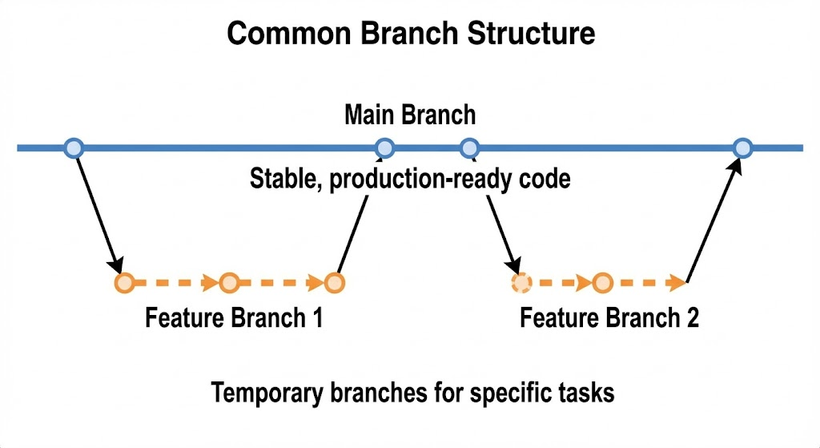 Common Branch Structure
Main Branch
Stable, production-ready code
Feature Branch 1
Feature Branch 2
Temporary branches for specific tasks